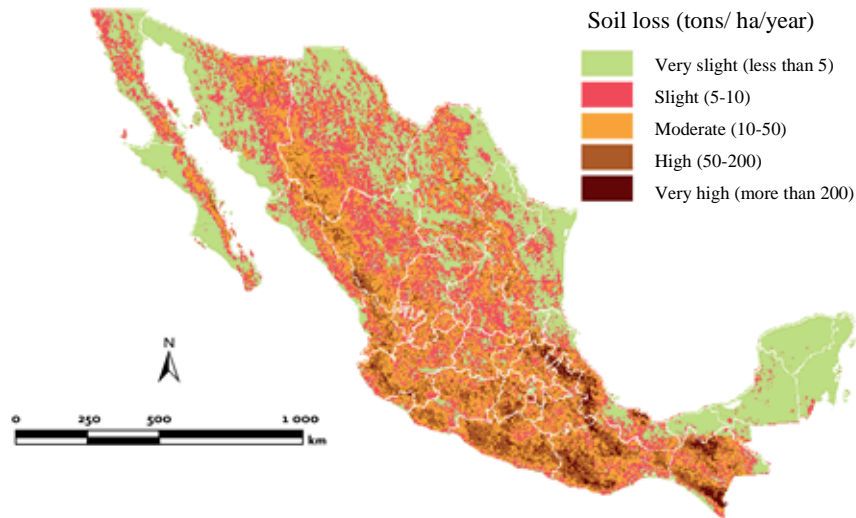 Soil loss (tons/ ha/year)
Very slight (less than 5)
Slight (5-10)
Moderate (10-50)
High (50-200)
Very high (more than 200)
N
0 250 500 1 000
km